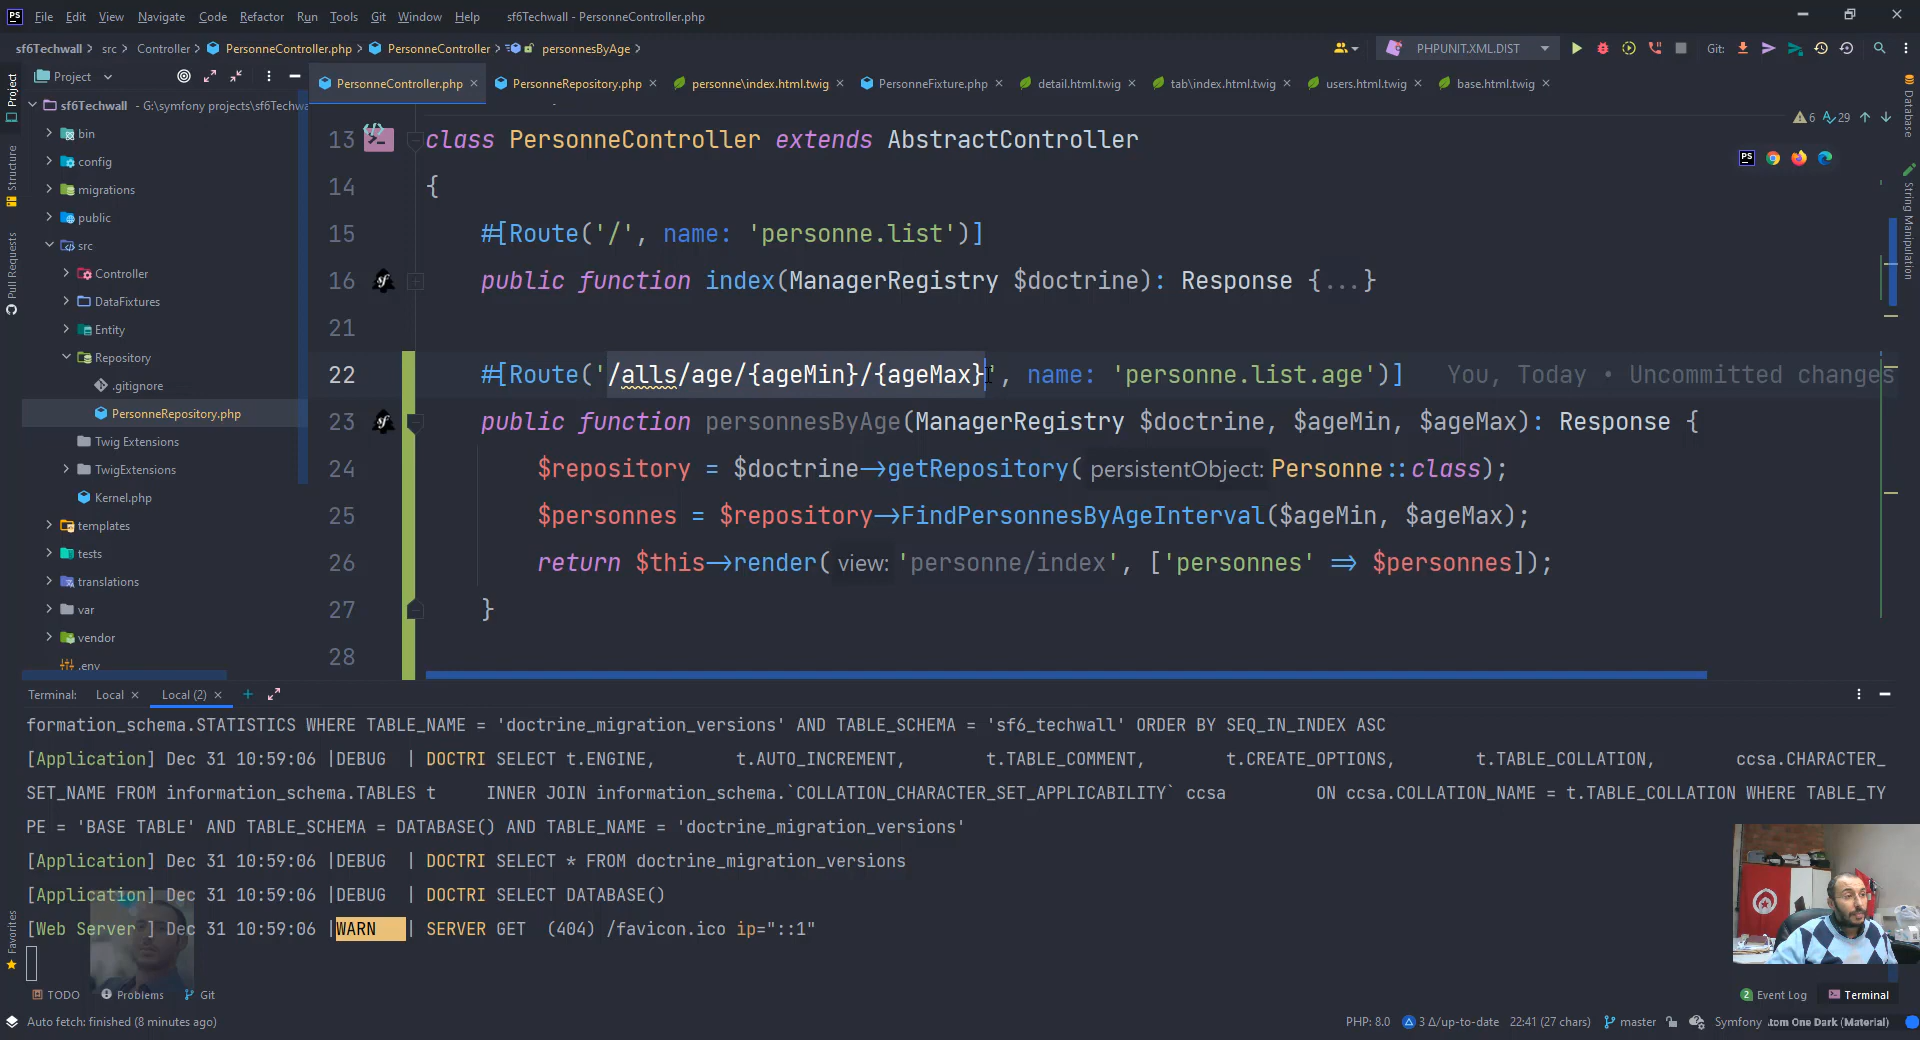 PS File Edit View Navigate Code Refactor Run Tools Git Window Help sf6Techwall - PersonneController.php
sf6Techwall src Controller PersonneController.php PersonneController personnesByAge PHPUNIT.XML.DIST Git:
Project
PersonneController.php PersonneRepository.php personne\index.html.twig PersonneFixture.php detail.html.twig tab\index.html.twig users.html.twig base.html.twig
Project
Structure
Pull Requests
Favorites
sf6Techwall - G:\symfony projects\sf6Techwa
bin
config
migrations
public
src
Controller
DataFixtures
Entity
Repository
.gitignore
PersonneRepository.php
Twig Extensions
TwigExtensions
Kernel.php
templates
tests
translations
var
vendor
.env
6 29
PS
Database
String Manipulation
13 class PersonneController extends AbstractController
14 {
15 #[Route('/', name: 'personne.list')]
16 public function index(ManagerRegistry $doctrine): Response {...}
21
22 #[Route('/alls/age/{ageMin}/{ageMax}', name: 'personne.list.age')] You, Today • Uncommitted changes
23 public function personnesByAge(ManagerRegistry $doctrine, $ageMin, $ageMax): Response {
24 $repository = $doctrine->getRepository( persistentObject: Personne::class);
25 $personnes = $repository->FindPersonnesByAgeInterval($ageMin, $ageMax);
26 return $this->render( view: 'personne/index', ['personnes' => $personnes]);
27 }
28
Terminal: Local Local (2)
formation_schema.STATISTICS WHERE TABLE_NAME = 'doctrine_migration_versions' AND TABLE_SCHEMA = 'sf6_techwall' ORDER BY SEQ_IN_INDEX ASC
[Application] Dec 31 10:59:06 |DEBUG | DOCTRI SELECT t.ENGINE, t.AUTO_INCREMENT, t.TABLE_COMMENT, t.CREATE_OPTIONS, t.TABLE_COLLATION, ccsa.CHARACTER_
SET_NAME FROM information_schema.TABLES t INNER JOIN information_schema.`COLLATION_CHARACTER_SET_APPLICABILITY` ccsa ON ccsa.COLLATION_NAME = t.TABLE_COLLATION WHERE TABLE_TY
PE = 'BASE TABLE' AND TABLE_SCHEMA = DATABASE() AND TABLE_NAME = 'doctrine_migration_versions'
[Application] Dec 31 10:59:06 |DEBUG | DOCTRI SELECT * FROM doctrine_migration_versions
[Application] Dec 31 10:59:06 |DEBUG | DOCTRI SELECT DATABASE()
[Web Server ] Dec 31 10:59:06 |WARN | SERVER GET (404) /favicon.ico ip="::1"
TODO Problems Git 2 Event Log Terminal
Auto fetch: finished (8 minutes ago) PHP: 8.0 3 Δ/up-to-date 22:41 (27 chars) master Symfony .tom One Dark (Material)